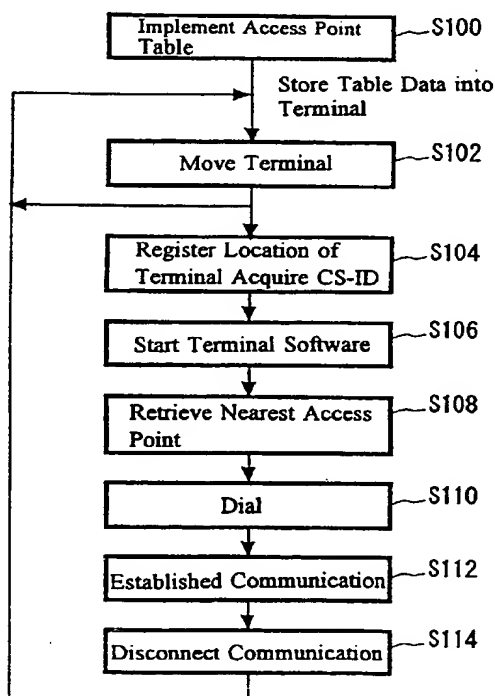 Implement Access Point
Table
S100
Store Table Data into
Terminal
Move Terminal
S102
Register Location of
Terminal Acquire CS-ID
S104
Start Terminal Software
S106
Retrieve Nearest Access
Point
S108
Dial
S110
Established Communication
S112
Disconnect Communication
S114